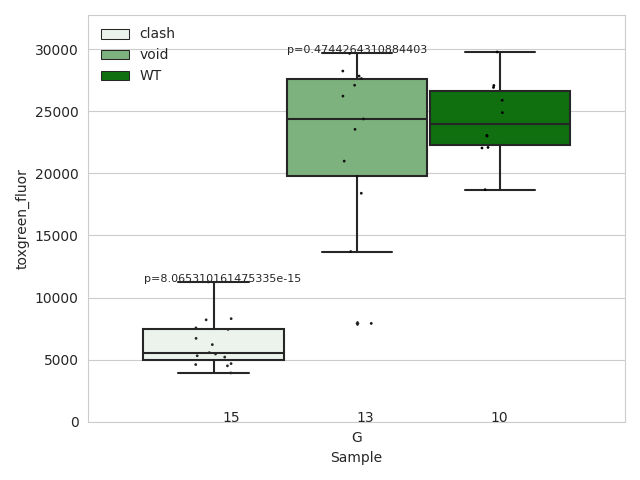 clash
void
WT
p=0.4744264310884403
p=8.065310161475335e-15
toxgreen_fluor
30000
25000
20000
15000
10000
5000
0
15 13 10
G
Sample